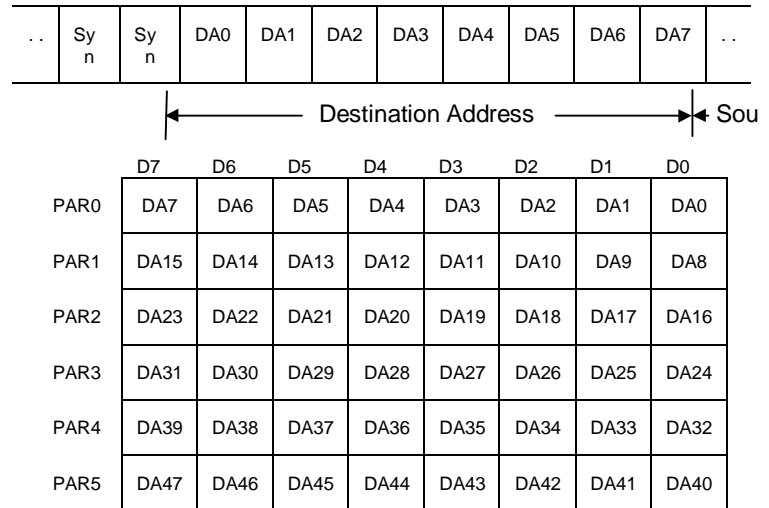 . . Sy n Sy n DA0 DA1 DA2 DA3 DA4 DA5 DA6 DA7 . .
Destination Address Sou
D7 D6 D5 D4 D3 D2 D1 D0
PAR0 DA7 DA6 DA5 DA4 DA3 DA2 DA1 DA0
PAR1 DA15 DA14 DA13 DA12 DA11 DA10 DA9 DA8
PAR2 DA23 DA22 DA21 DA20 DA19 DA18 DA17 DA16
PAR3 DA31 DA30 DA29 DA28 DA27 DA26 DA25 DA24
PAR4 DA39 DA38 DA37 DA36 DA35 DA34 DA33 DA32
PAR5 DA47 DA46 DA45 DA44 DA43 DA42 DA41 DA40